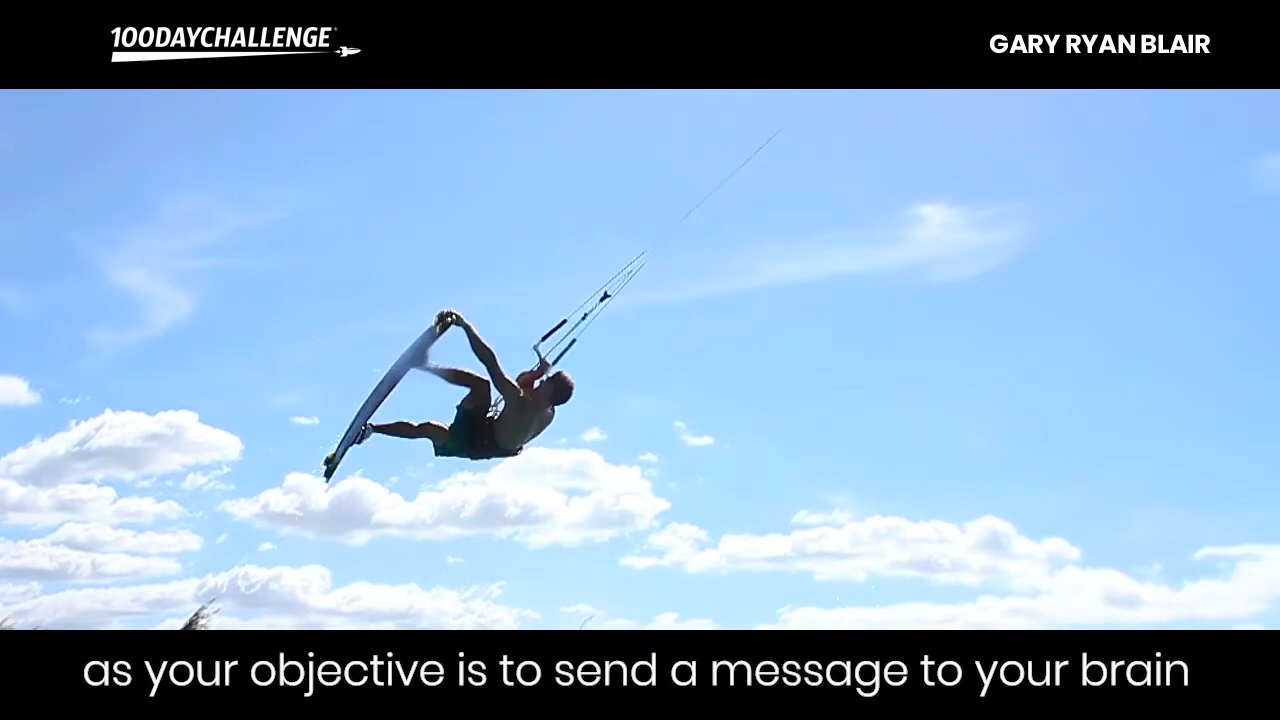 100DAYCHALLENGE®
GARY RYAN BLAIR
as your objective is to send a message to your brain